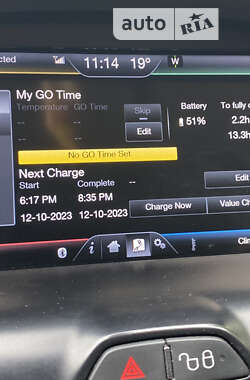 auto RIA
cted 11:14 19° W
My GO Time
Temperature GO Time
-- --
-- --
Skip
--
Edit
Battery
51%
To fully
2.2h
13.3h
No GO Time Set
Next Charge
Start Complete --
6:17 PM 8:35 PM
12-10-2023 12-10-2023
Edit
Charge Now
Value Ch
Cli